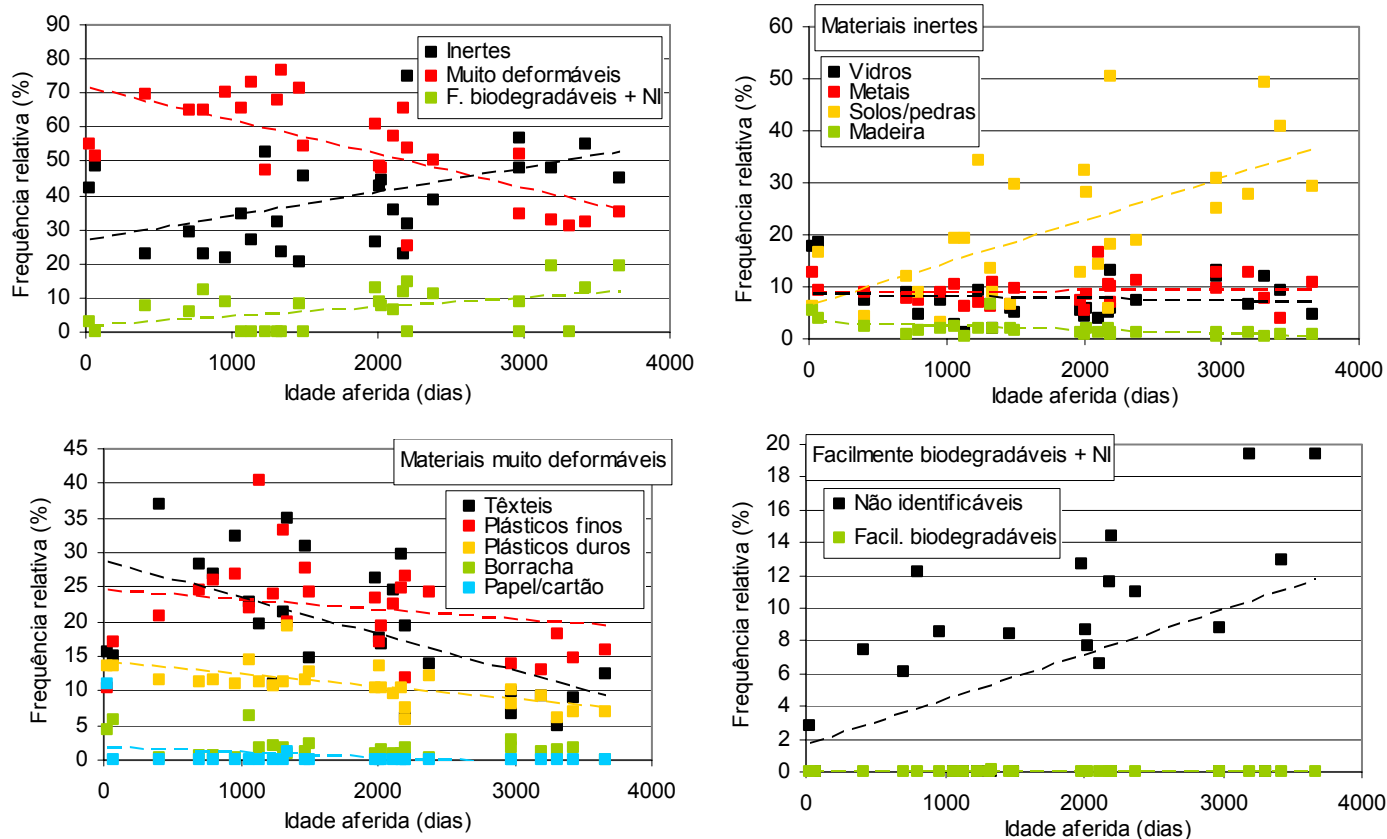 90
80
70
60
50
40
30
20
10
0
Frequência relativa (%)
Inertes
Muito deformáveis
F. biodegradáveis + NI
0 1000 2000 3000 4000
Idade aferida (dias)
60
50
40
30
20
10
0
Frequência relativa (%)
Materiais inertes
Vidros
Metais
Solos/pedras
Madeira
0 1000 2000 3000 4000
Idade aferida (dias)
45
40
35
30
25
20
15
10
5
0
Frequência relativa (%)
Materiais muito deformáveis
Têxteis
Plásticos finos
Plásticos duros
Borracha
Papel/cartão
0 1000 2000 3000 4000
Idade aferida (dias)
20
18
16
14
12
10
8
6
4
2
0
Frequência relativa (%)
Facilmente biodegradáveis + NI
Não identificáveis
Facil. biodegradáveis
0 1000 2000 3000 4000
Idade aferida (dias)